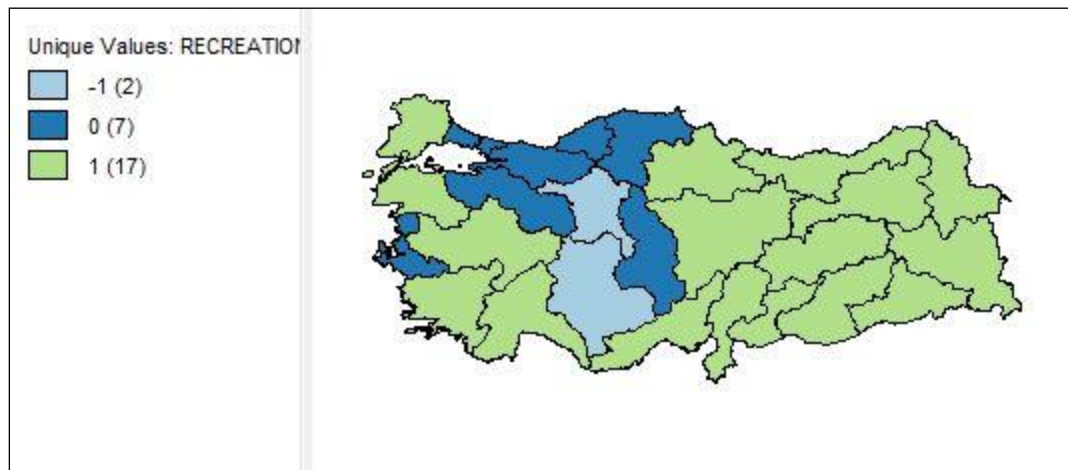 Unique Values: RECREATION
-1 (2)
0 (7)
1 (17)